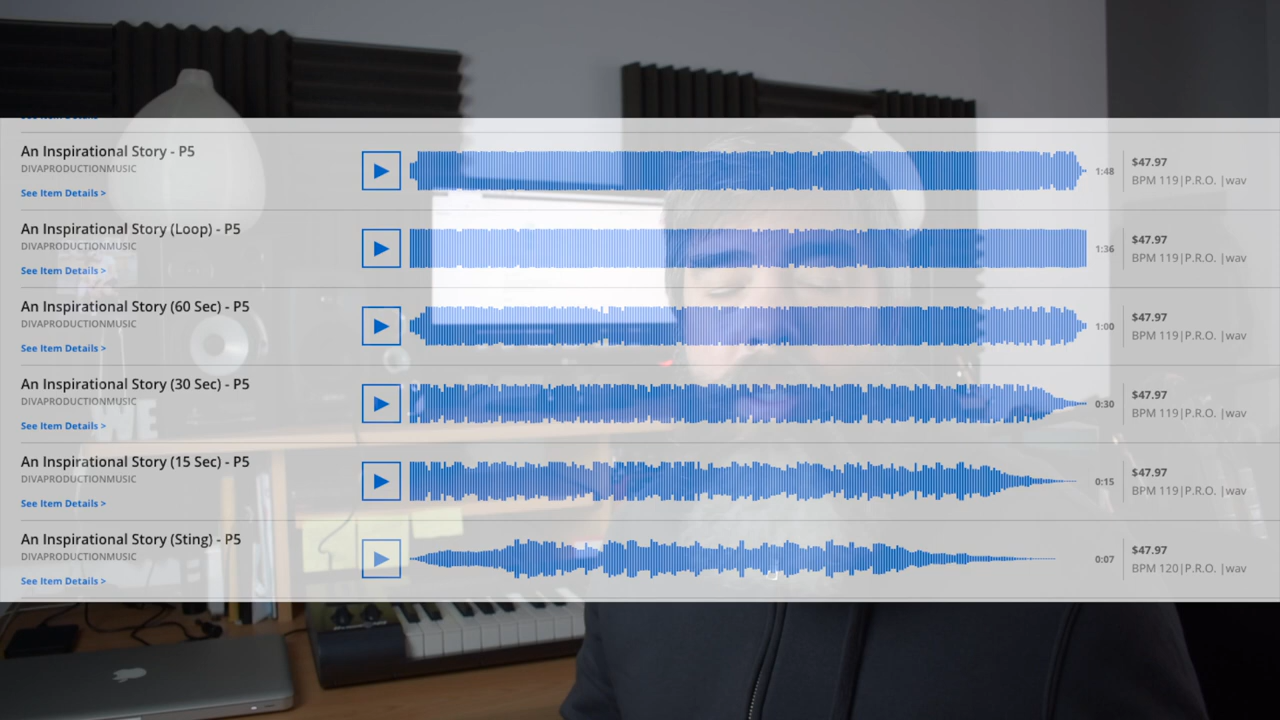 See Item Details >
An Inspirational Story - P5
DIVAPRODUCTIONMUSIC
See Item Details >
1:48
$47.97
BPM 119|P.R.O. |wav
An Inspirational Story (Loop) - P5
DIVAPRODUCTIONMUSIC
See Item Details >
1:36
$47.97
BPM 119|P.R.O. |wav
An Inspirational Story (60 Sec) - P5
DIVAPRODUCTIONMUSIC
See Item Details >
1:00
$47.97
BPM 119|P.R.O. |wav
An Inspirational Story (30 Sec) - P5
DIVAPRODUCTIONMUSIC
See Item Details >
0:30
$47.97
BPM 119|P.R.O. |wav
WE
An Inspirational Story (15 Sec) - P5
DIVAPRODUCTIONMUSIC
See Item Details >
0:15
$47.97
BPM 119|P.R.O. |wav
An Inspirational Story (Sting) - P5
DIVAPRODUCTIONMUSIC
See Item Details >
0:07
$47.97
BPM 120|P.R.O. |wav